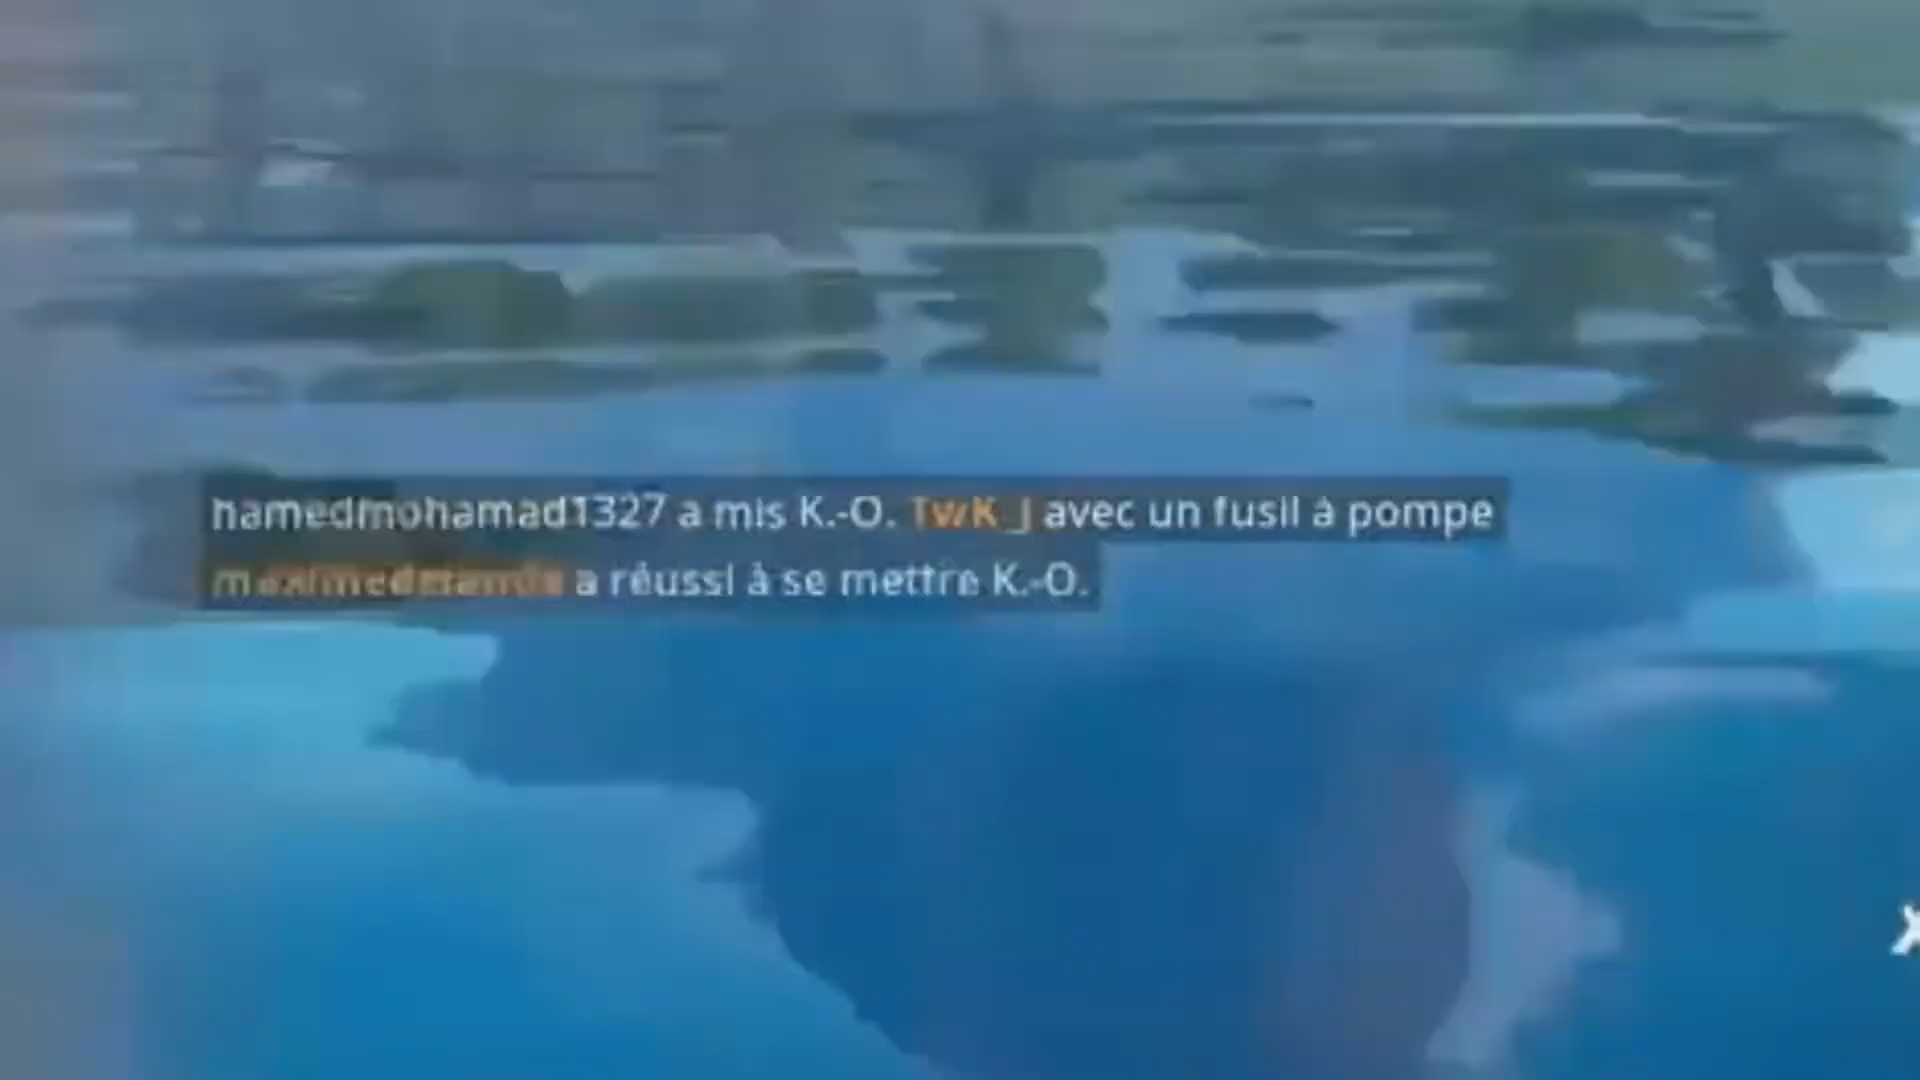 hamedmohamad1327 a mis K.-O. TwK_J avec un fusil à pompe
a réussi à se mettre K.-O.